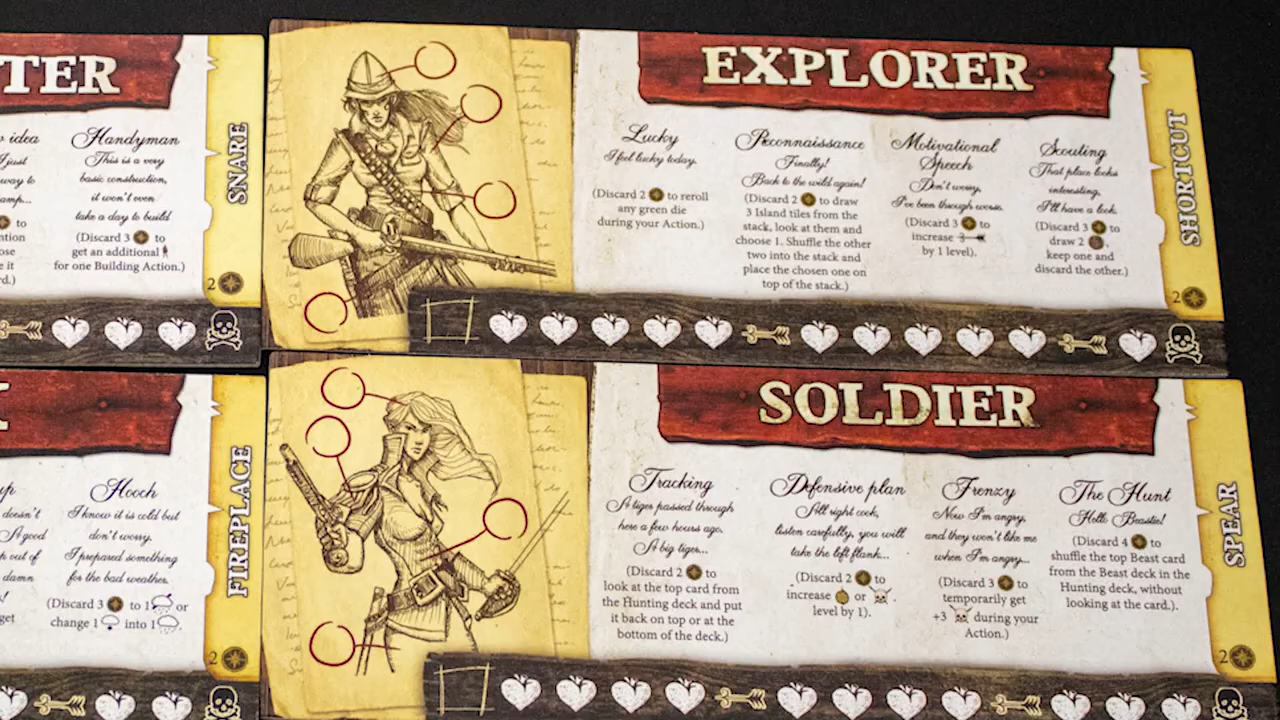 TER
idea
I just
way to
amp...
to
ntion
ose
e it
rd.)
Handyman
This is a very
basic construction,
it won't even
take a day to build
(Discard 3 to
get an additional
for one Building Action.)
SNARE
2
EXPLORER
Lucky
I feel lucky today.
(Discard 2 to reroll
any green die
during your Action.)
Reconnaissance
Finally!
Back to the wild again!
(Discard 2 to draw
3 Island tiles from the
stack, look at them and
choose 1. Shuffle the other
two into the stack and
place the chosen one on
top of the stack.)
Motivational
Speech
Don't worry,
I've been through worse.
(Discard 3 to
increase
by 1 level).
Scouting
That place looks
interesting,
I'll have a look.
(Discard 3 to
draw 2 ,
keep one and
discard the other.)
SHORTCUT
2
up
doesn't
A good
p out of
damn
get
Hooch
I know it is cold but
don't worry.
I prepared something
for the bad weather.
(Discard 3 to 1 or
change 1 into 1 .
FIREPLACE
2
SOLDIER
Tracking
A tiger passed through
here a few hours ago.
A big tiger...
(Discard 2 to
look at the top card from
the Hunting deck and put
it back on top or at the
bottom of the deck.)
Defensive plan
All right cook,
listen carefully, you will
take the left flank...
(Discard 2 to
increase or
level by 1).
Frenzy
Now I'm angry,
and they won't like me
when I'm angry...
(Discard 3 to
temporarily get
+3 during your
Action.)
The Hunt
Hello Beastie!
(Discard 4 to
shuffle the top Beast card
from the Beast deck in the
Hunting deck, without
looking at the card.).
SPEAR
2